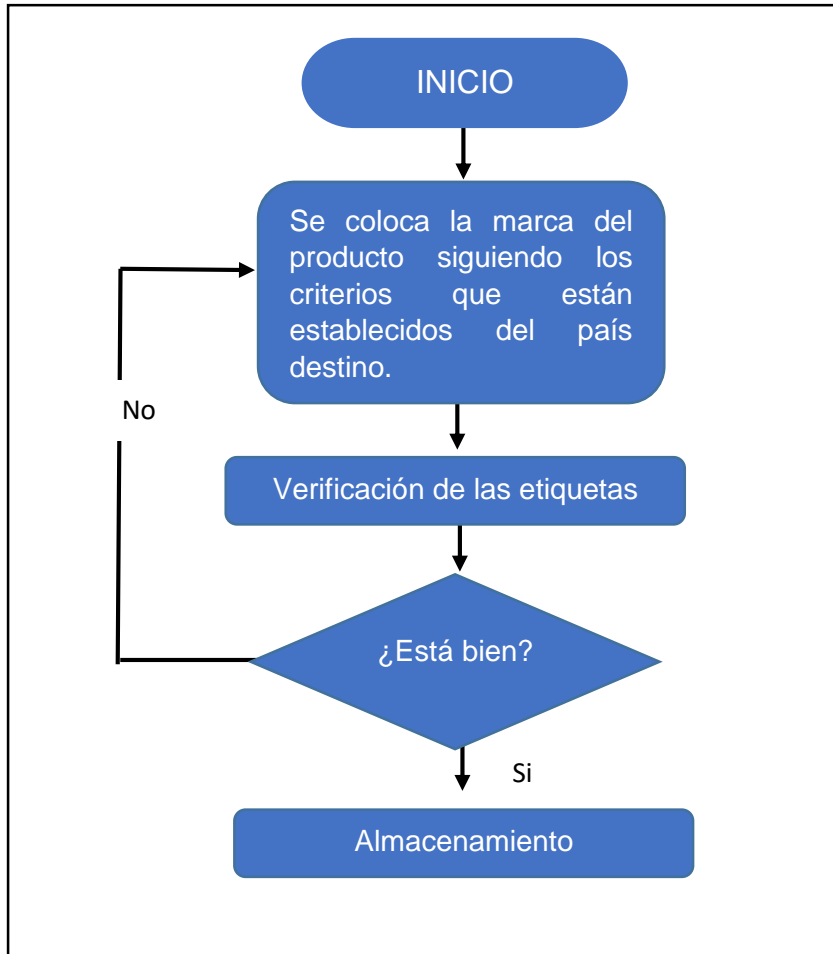 INICIO
Se coloca la marca del
producto siguiendo los
criterios que están
establecidos del país
destino.
No
Verificación de las etiquetas
¿Está bien?
Si
Almacenamiento